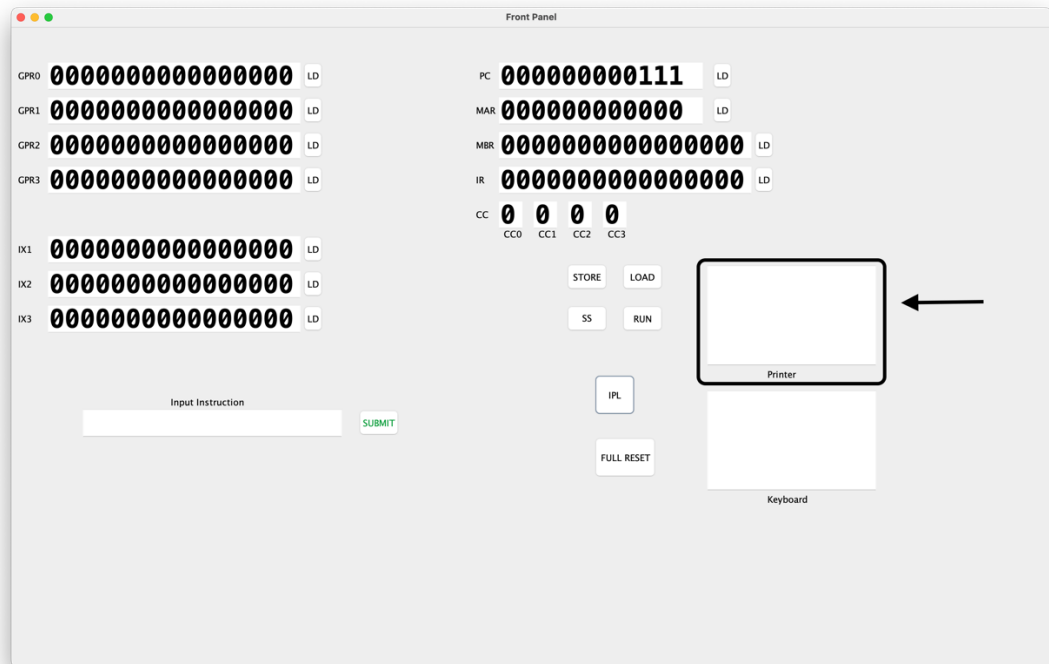 Front Panel
GPR0 0000000000000000 LD
GPR1 0000000000000000 LD
GPR2 0000000000000000 LD
GPR3 0000000000000000 LD
IX1 0000000000000000 LD
IX2 0000000000000000 LD
IX3 0000000000000000 LD
Input Instruction
SUBMIT
PC 000000000111 LD
MAR 000000000000 LD
MBR 0000000000000000 LD
IR 0000000000000000 LD
CC 0 0 0 0
CC0 CC1 CC2 CC3
STORE LOAD
SS RUN
IPL
FULL RESET
Printer
Keyboard